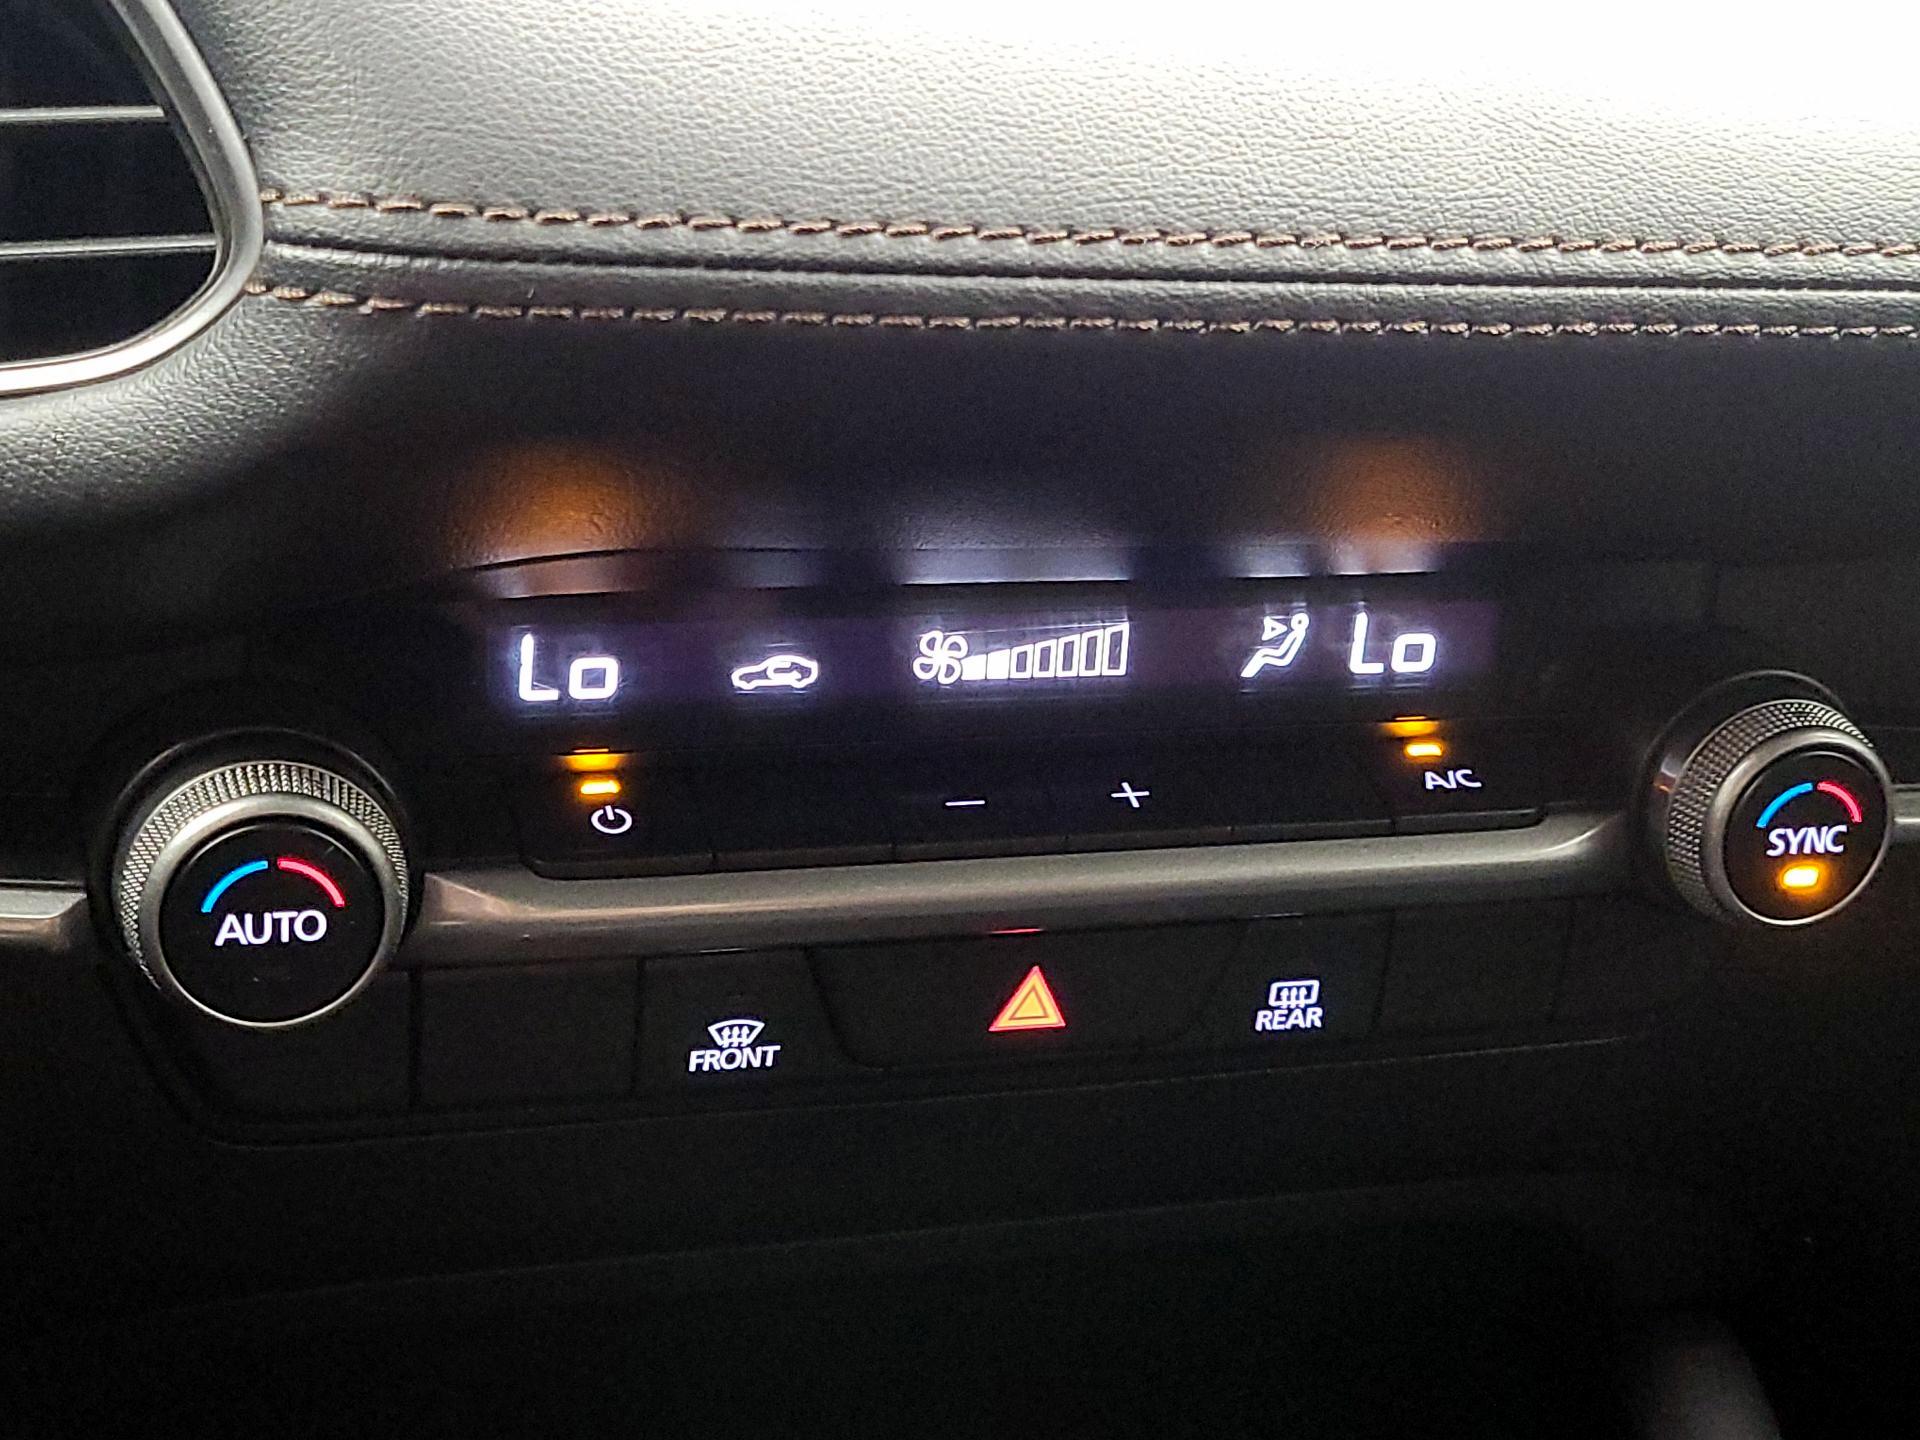 Lo Lo
− + A/C
AUTO
SYNC
FRONT
REAR